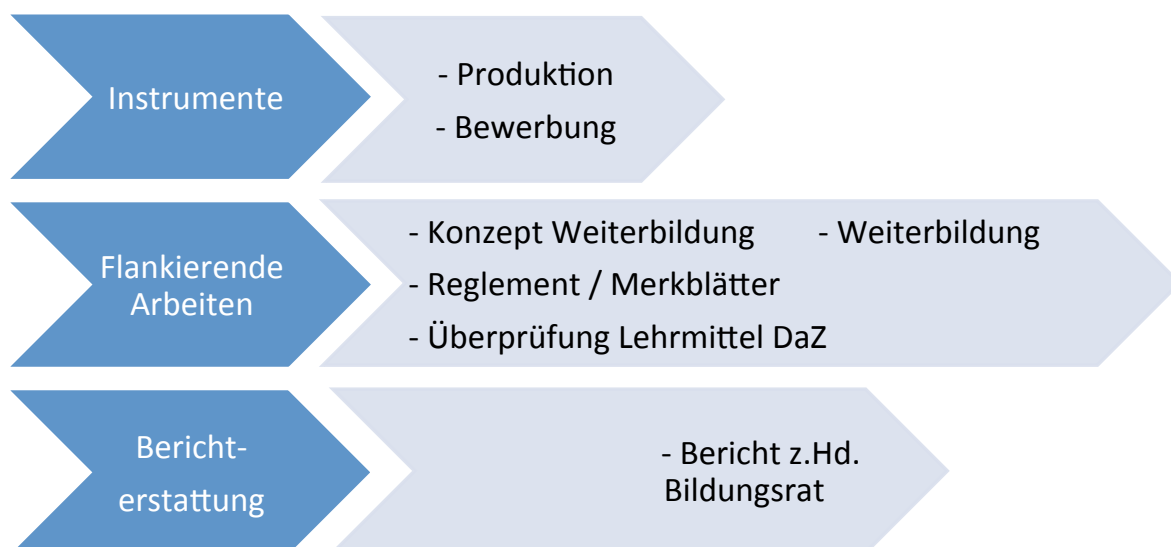 Instrumente
- Produktion
- Bewerbung
Flankierende
Arbeiten
- Konzept Weiterbildung - Weiterbildung
- Reglement / Merkblätter
- Überprüfung Lehrmittel DaZ
Bericht-
erstattung
- Bericht z.Hd.
Bildungsrat